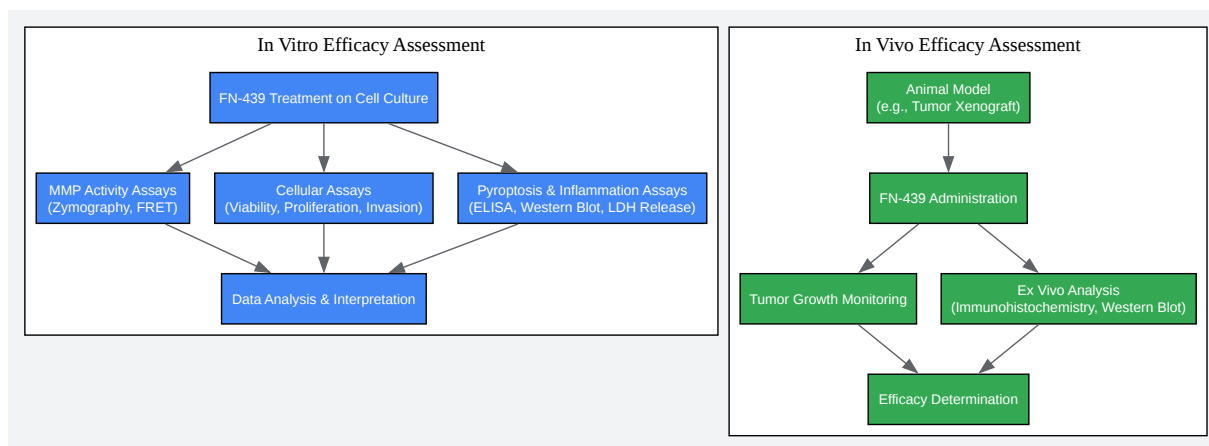 In Vitro Efficacy Assessment
FN-439 Treatment on Cell Culture
MMP Activity Assays
(Zymography, FRET)
Cellular Assays
(Viability, Proliferation, Invasion)
Pyroptosis & Inflammation Assays
(ELISA, Western Blot, LDH Release)
Data Analysis & Interpretation
In Vivo Efficacy Assessment
Animal Model
(e.g., Tumor Xenograft)
FN-439 Administration
Tumor Growth Monitoring
Ex Vivo Analysis
(Immunohistochemistry, Western Blot)
Efficacy Determination